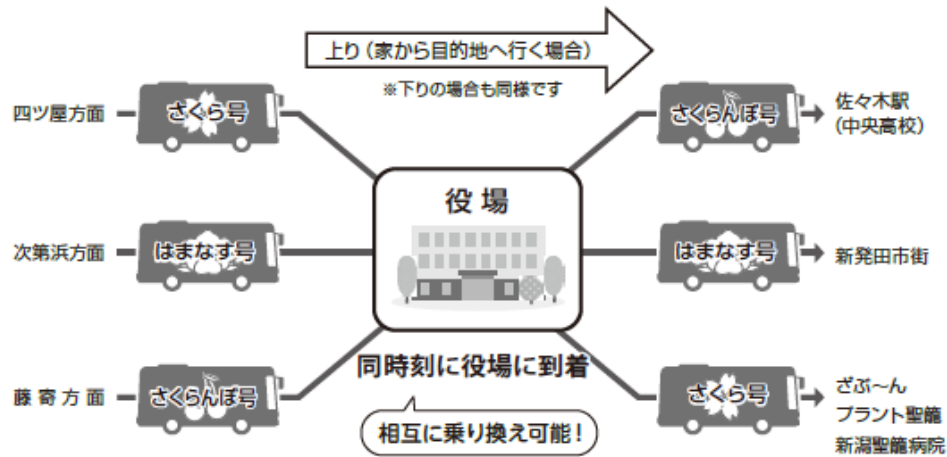 上り（家から目的地へ行く場合）
※下りの場合も同様です
四ツ屋方面
さくら号
さくらんぼ号
佐々木駅
（中央高校）
役場
次第浜方面
はまなす号
はまなす号
新発田市街
同時刻に役場に到着
藤寄方面
さくらんぼ号
さくら号
ざぶ〜ん
プラント聖籠
新潟聖籠病院
相互に乗り換え可能！